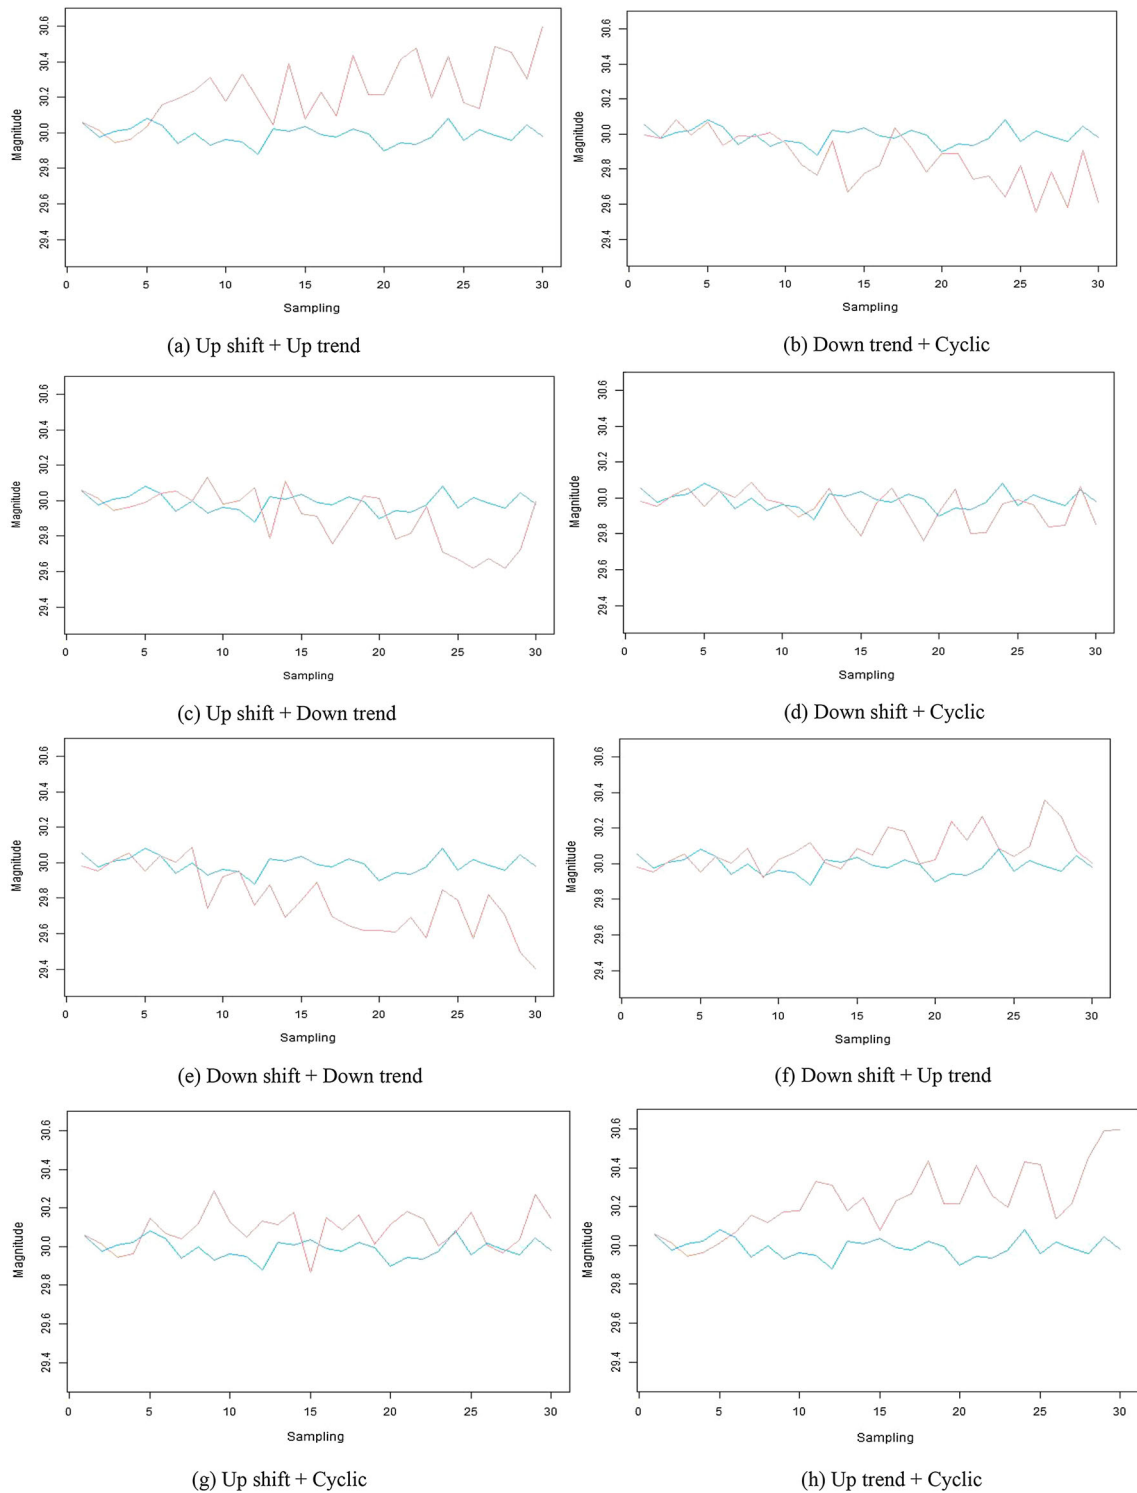 30.6
30.4
30.2
30.0
29.8
29.6
29.4
Magnitude
0 5 10 15 20 25 30
Sampling
(a) Up shift + Up trend
30.6
30.4
30.2
30.0
29.8
29.6
29.4
Magnitude
0 5 10 15 20 25 30
Sampling
(b) Down trend + Cyclic
30.6
30.4
30.2
30.0
29.8
29.6
29.4
Magnitude
0 5 10 15 20 25 30
Sampling
(c) Up shift + Down trend
30.6
30.4
30.2
30.0
29.8
29.6
29.4
Magnitude
0 5 10 15 20 25 30
Sampling
(d) Down shift + Cyclic
30.6
30.4
30.2
30.0
29.8
29.6
29.4
Magnitude
0 5 10 15 20 25 30
Sampling
(e) Down shift + Down trend
30.6
30.4
30.2
30.0
29.8
29.6
29.4
Magnitude
0 5 10 15 20 25 30
Sampling
(f) Down shift + Up trend
30.6
30.4
30.2
30.0
29.8
29.6
29.4
Magnitude
0 5 10 15 20 25 30
Sampling
(g) Up shift + Cyclic
30.6
30.4
30.2
30.0
29.8
29.6
29.4
Magnitude
0 5 10 15 20 25 30
Sampling
(h) Up trend + Cyclic